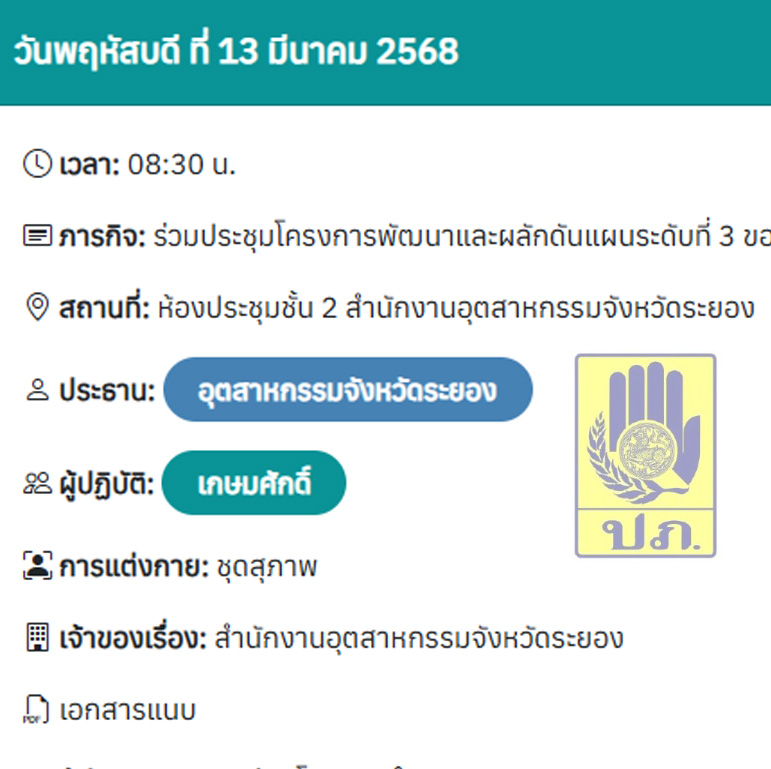 วันพฤหัสบดี ที่ 13 มีนาคม 2568
เวลา: 08:30 น.
ภารกิจ: ร่วมประชุมโครงการพัฒนาและผลักดันแผนระดับที่ 3 ขอ
สถานที่: ห้องประชุมชั้น 2 สำนักงานอุตสาหกรรมจังหวัดระยอง
ประธาน: อุตสาหกรรมจังหวัดระยอง
ผู้ปฏิบัติ: เกษมศักดิ์
ปภ.
การแต่งกาย: ชุดสุภาพ
เจ้าของเรื่อง: สำนักงานอุตสาหกรรมจังหวัดระยอง
PDF เอกสารแนบ